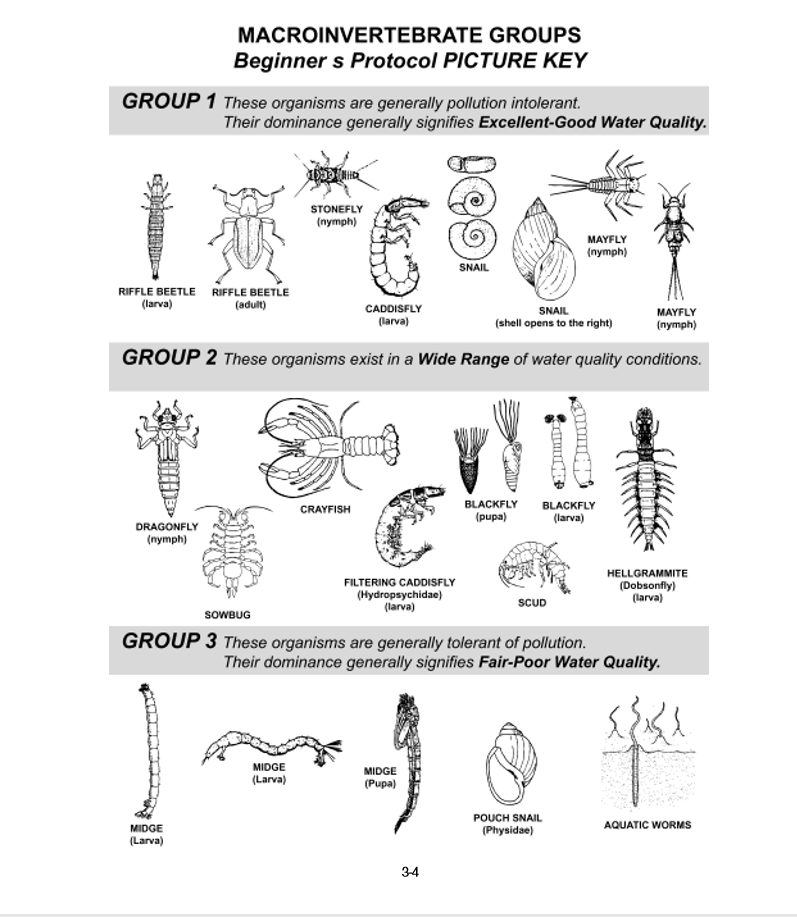 MACROINVERTEBRATE GROUPS
Beginner s Protocol PICTURE KEY
GROUP 1 These organisms are generally pollution intolerant.
Their dominance generally signifies Excellent-Good Water Quality.
RIFFLE BEETLE
(larva)
RIFFLE BEETLE
(adult)
STONEFLY
(nymph)
CADDISFLY
(larva)
SNAIL
SNAIL
(shell opens to the right)
MAYFLY
(nymph)
MAYFLY
(nymph)
GROUP 2 These organisms exist in a Wide Range of water quality conditions.
DRAGONFLY
(nymph)
SOWBUG
CRAYFISH
FILTERING CADDISFLY
(Hydropsychidae)
(larva)
BLACKFLY
(pupa)
BLACKFLY
(larva)
SCUD
HELLGRAMMITE
(Dobsonfly)
(larva)
GROUP 3 These organisms are generally tolerant of pollution.
Their dominance generally signifies Fair-Poor Water Quality.
MIDGE
(Larva)
MIDGE
(Larva)
MIDGE
(Pupa)
POUCH SNAIL
(Physidae)
AQUATIC WORMS
3-4